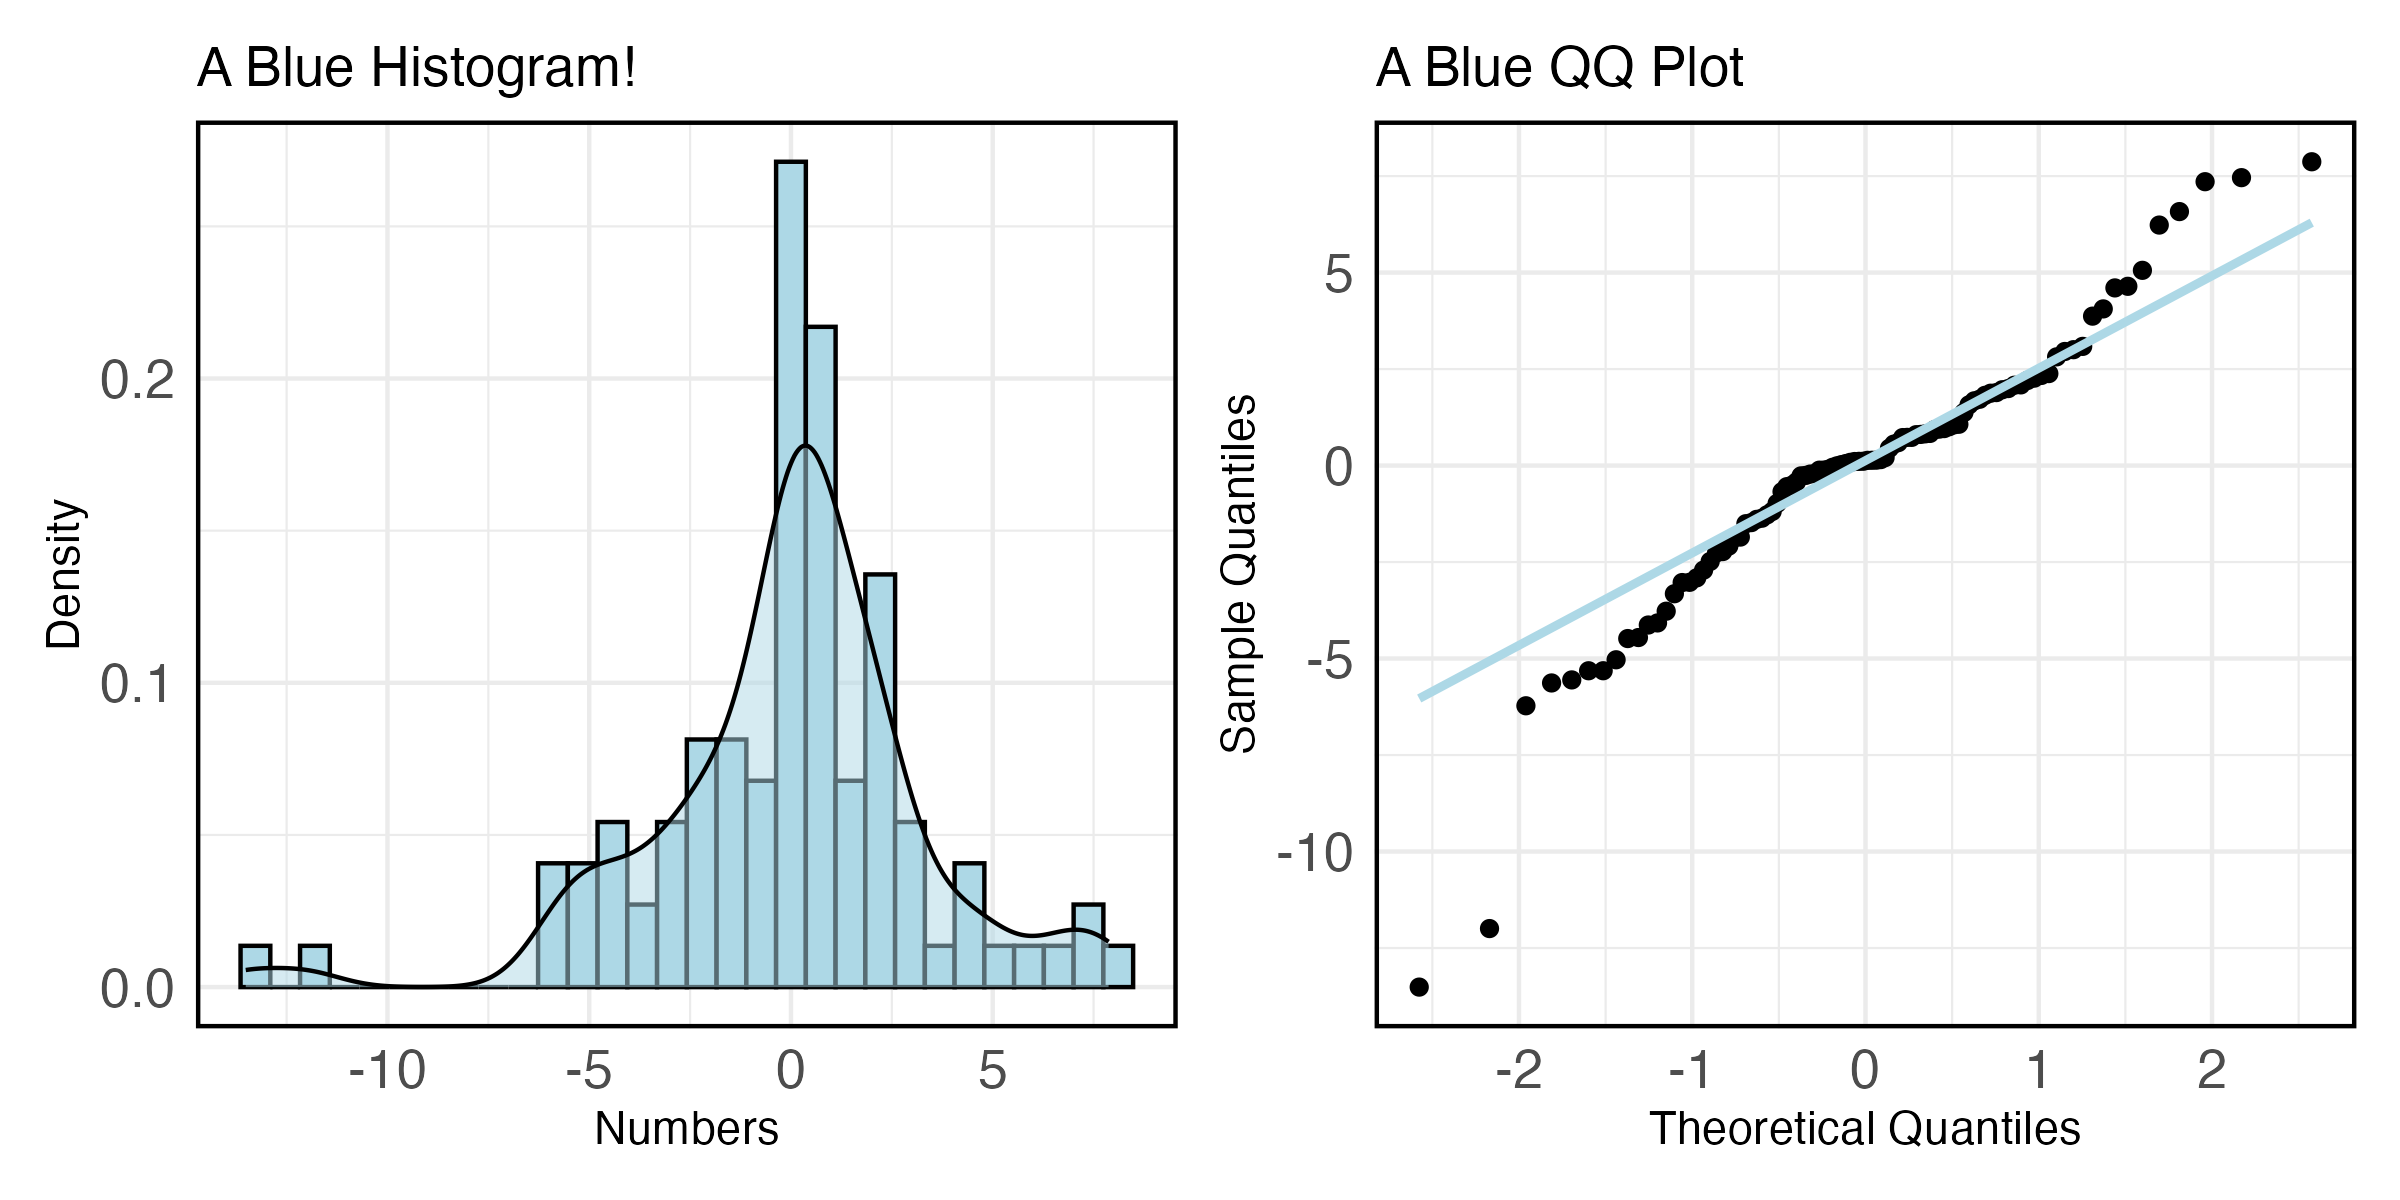 A Blue Histogram!
Density
0.2
0.1
0.0
-10 -5 0 5
Numbers
A Blue QQ Plot
Sample Quantiles
5
0
-5
-10
-2 -1 0 1 2
Theoretical Quantiles